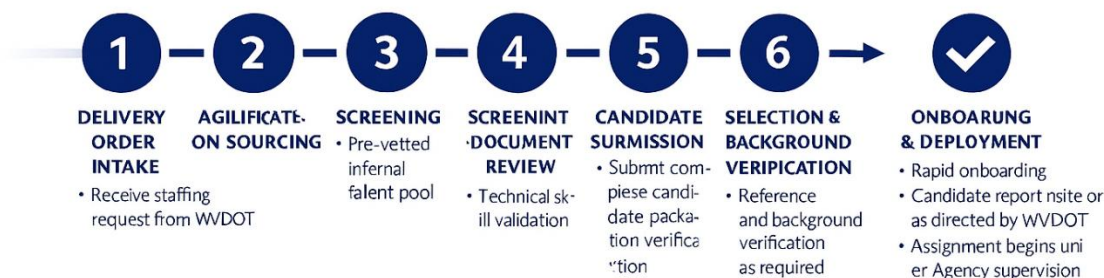 1
2
3
4
5
6
DELIVERY
ORDER
INTAKE
• Receive staffing
request from WVDOT
AGILIFICATE-
ON SOURCING
SCREENING
• Pre-vetted
infernal
falent pool
SCREENINT
·DOCUMENT
REVIEW
• Technical sk-
ill validation
CANDIDATE
SURMISSION
• Submt com-
piese candi-
date packa-
tion verifica
tion
SELECTION &
BACKGROUND
VERIPICATION
• Reference
and background
verification
as required
ONBOARUNG
& DEPLOYMENT
• Rapid onboarding
• Candidate report nsite or
as directed by WVDOT
• Assignment begins uni
er Agency supervision